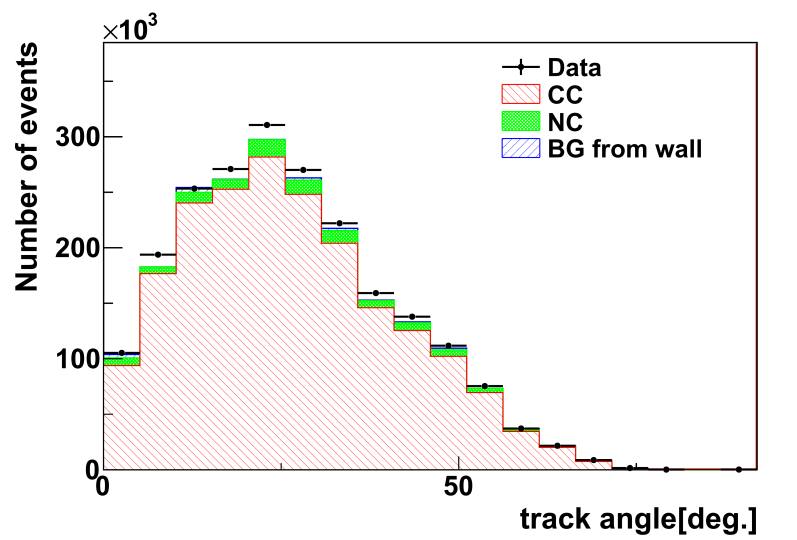 ×10³
Number of events
Data
CC
NC
BG from wall
300
200
100
0
0
50
track angle[deg.]